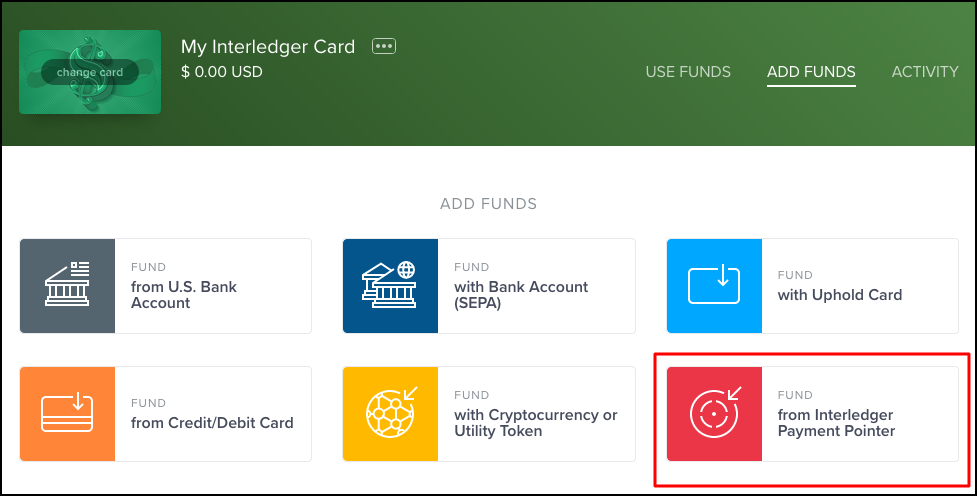 My Interledger Card
change card
$ 0.00 USD
USE FUNDS
ADD FUNDS
ACTIVITY
ADD FUNDS
FUND
from U.S. Bank
Account
FUND
with Bank Account
(SEPA)
FUND
with Uphold Card
FUND
from Credit/Debit Card
FUND
with Cryptocurrency or
Utility Token
FUND
from Interledger
Payment Pointer